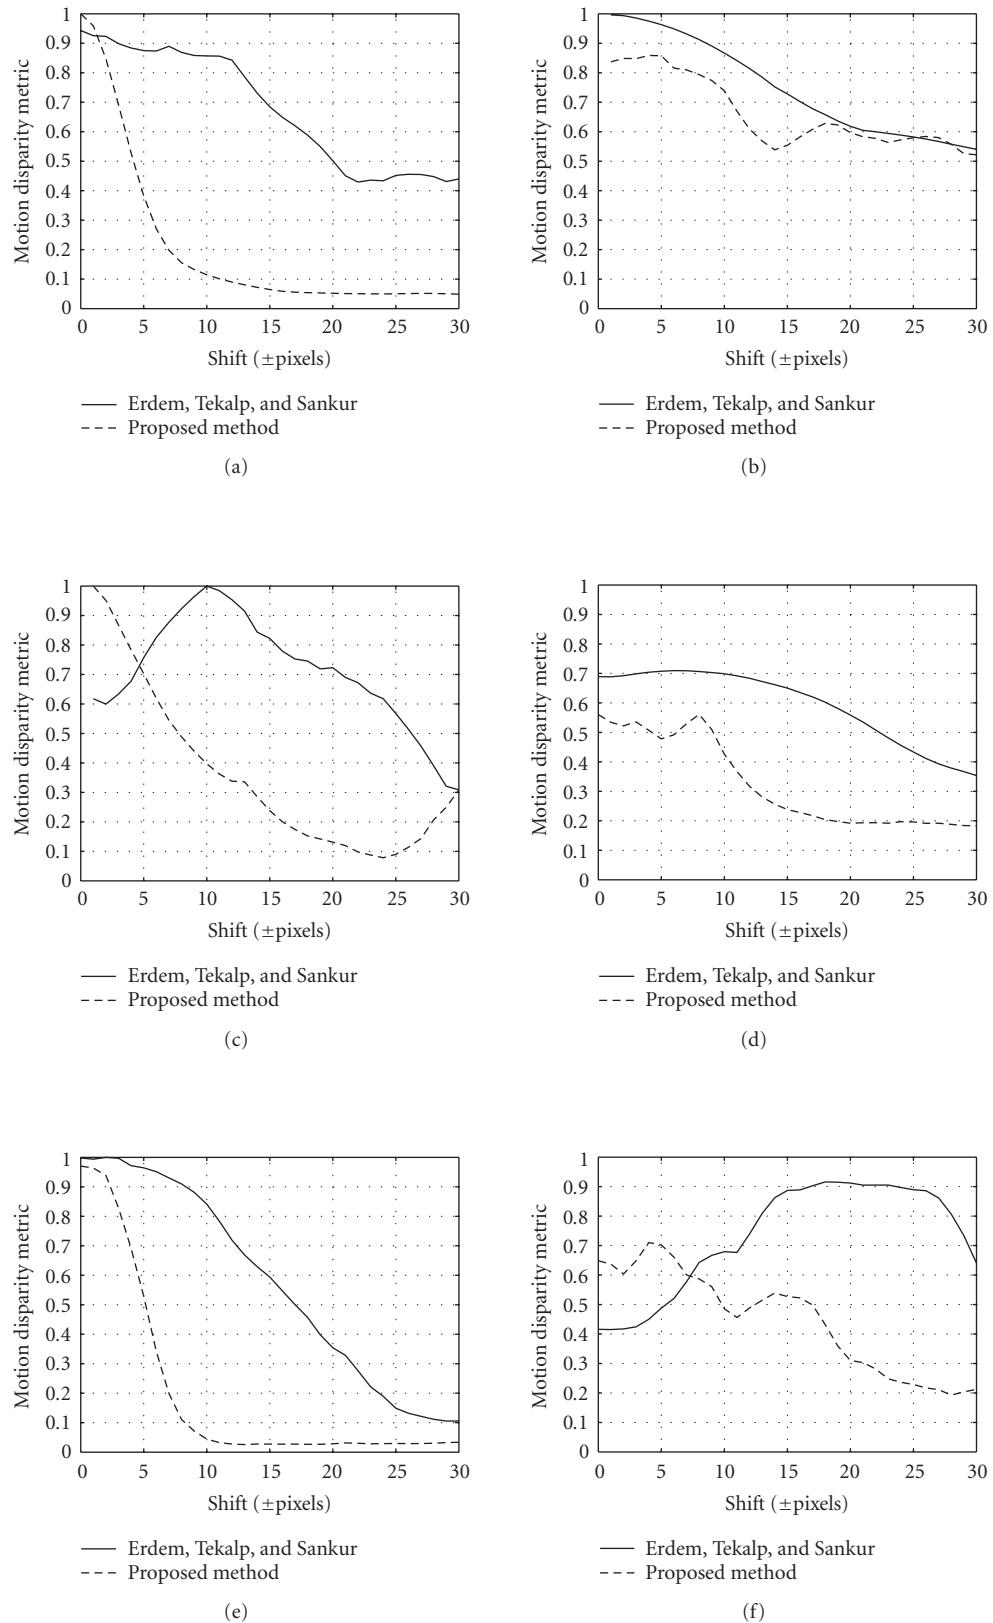 1
0.9
0.8
0.7
0.6
0.5
0.4
0.3
0.2
0.1
0
Motion disparity metric
0 5 10 15 20 25 30
Shift (±pixels)
Erdem, Tekalp, and Sankur
Proposed method
(a)
1
0.9
0.8
0.7
0.6
0.5
0.4
0.3
0.2
0.1
0
Motion disparity metric
0 5 10 15 20 25 30
Shift (±pixels)
Erdem, Tekalp, and Sankur
Proposed method
(b)
1
0.9
0.8
0.7
0.6
0.5
0.4
0.3
0.2
0.1
0
Motion disparity metric
0 5 10 15 20 25 30
Shift (±pixels)
Erdem, Tekalp, and Sankur
Proposed method
(c)
1
0.9
0.8
0.7
0.6
0.5
0.4
0.3
0.2
0.1
0
Motion disparity metric
0 5 10 15 20 25 30
Shift (±pixels)
Erdem, Tekalp, and Sankur
Proposed method
(d)
1
0.9
0.8
0.7
0.6
0.5
0.4
0.3
0.2
0.1
0
Motion disparity metric
0 5 10 15 20 25 30
Shift (±pixels)
Erdem, Tekalp, and Sankur
Proposed method
(e)
1
0.9
0.8
0.7
0.6
0.5
0.4
0.3
0.2
0.1
0
Motion disparity metric
0 5 10 15 20 25 30
Shift (±pixels)
Erdem, Tekalp, and Sankur
Proposed method
(f)